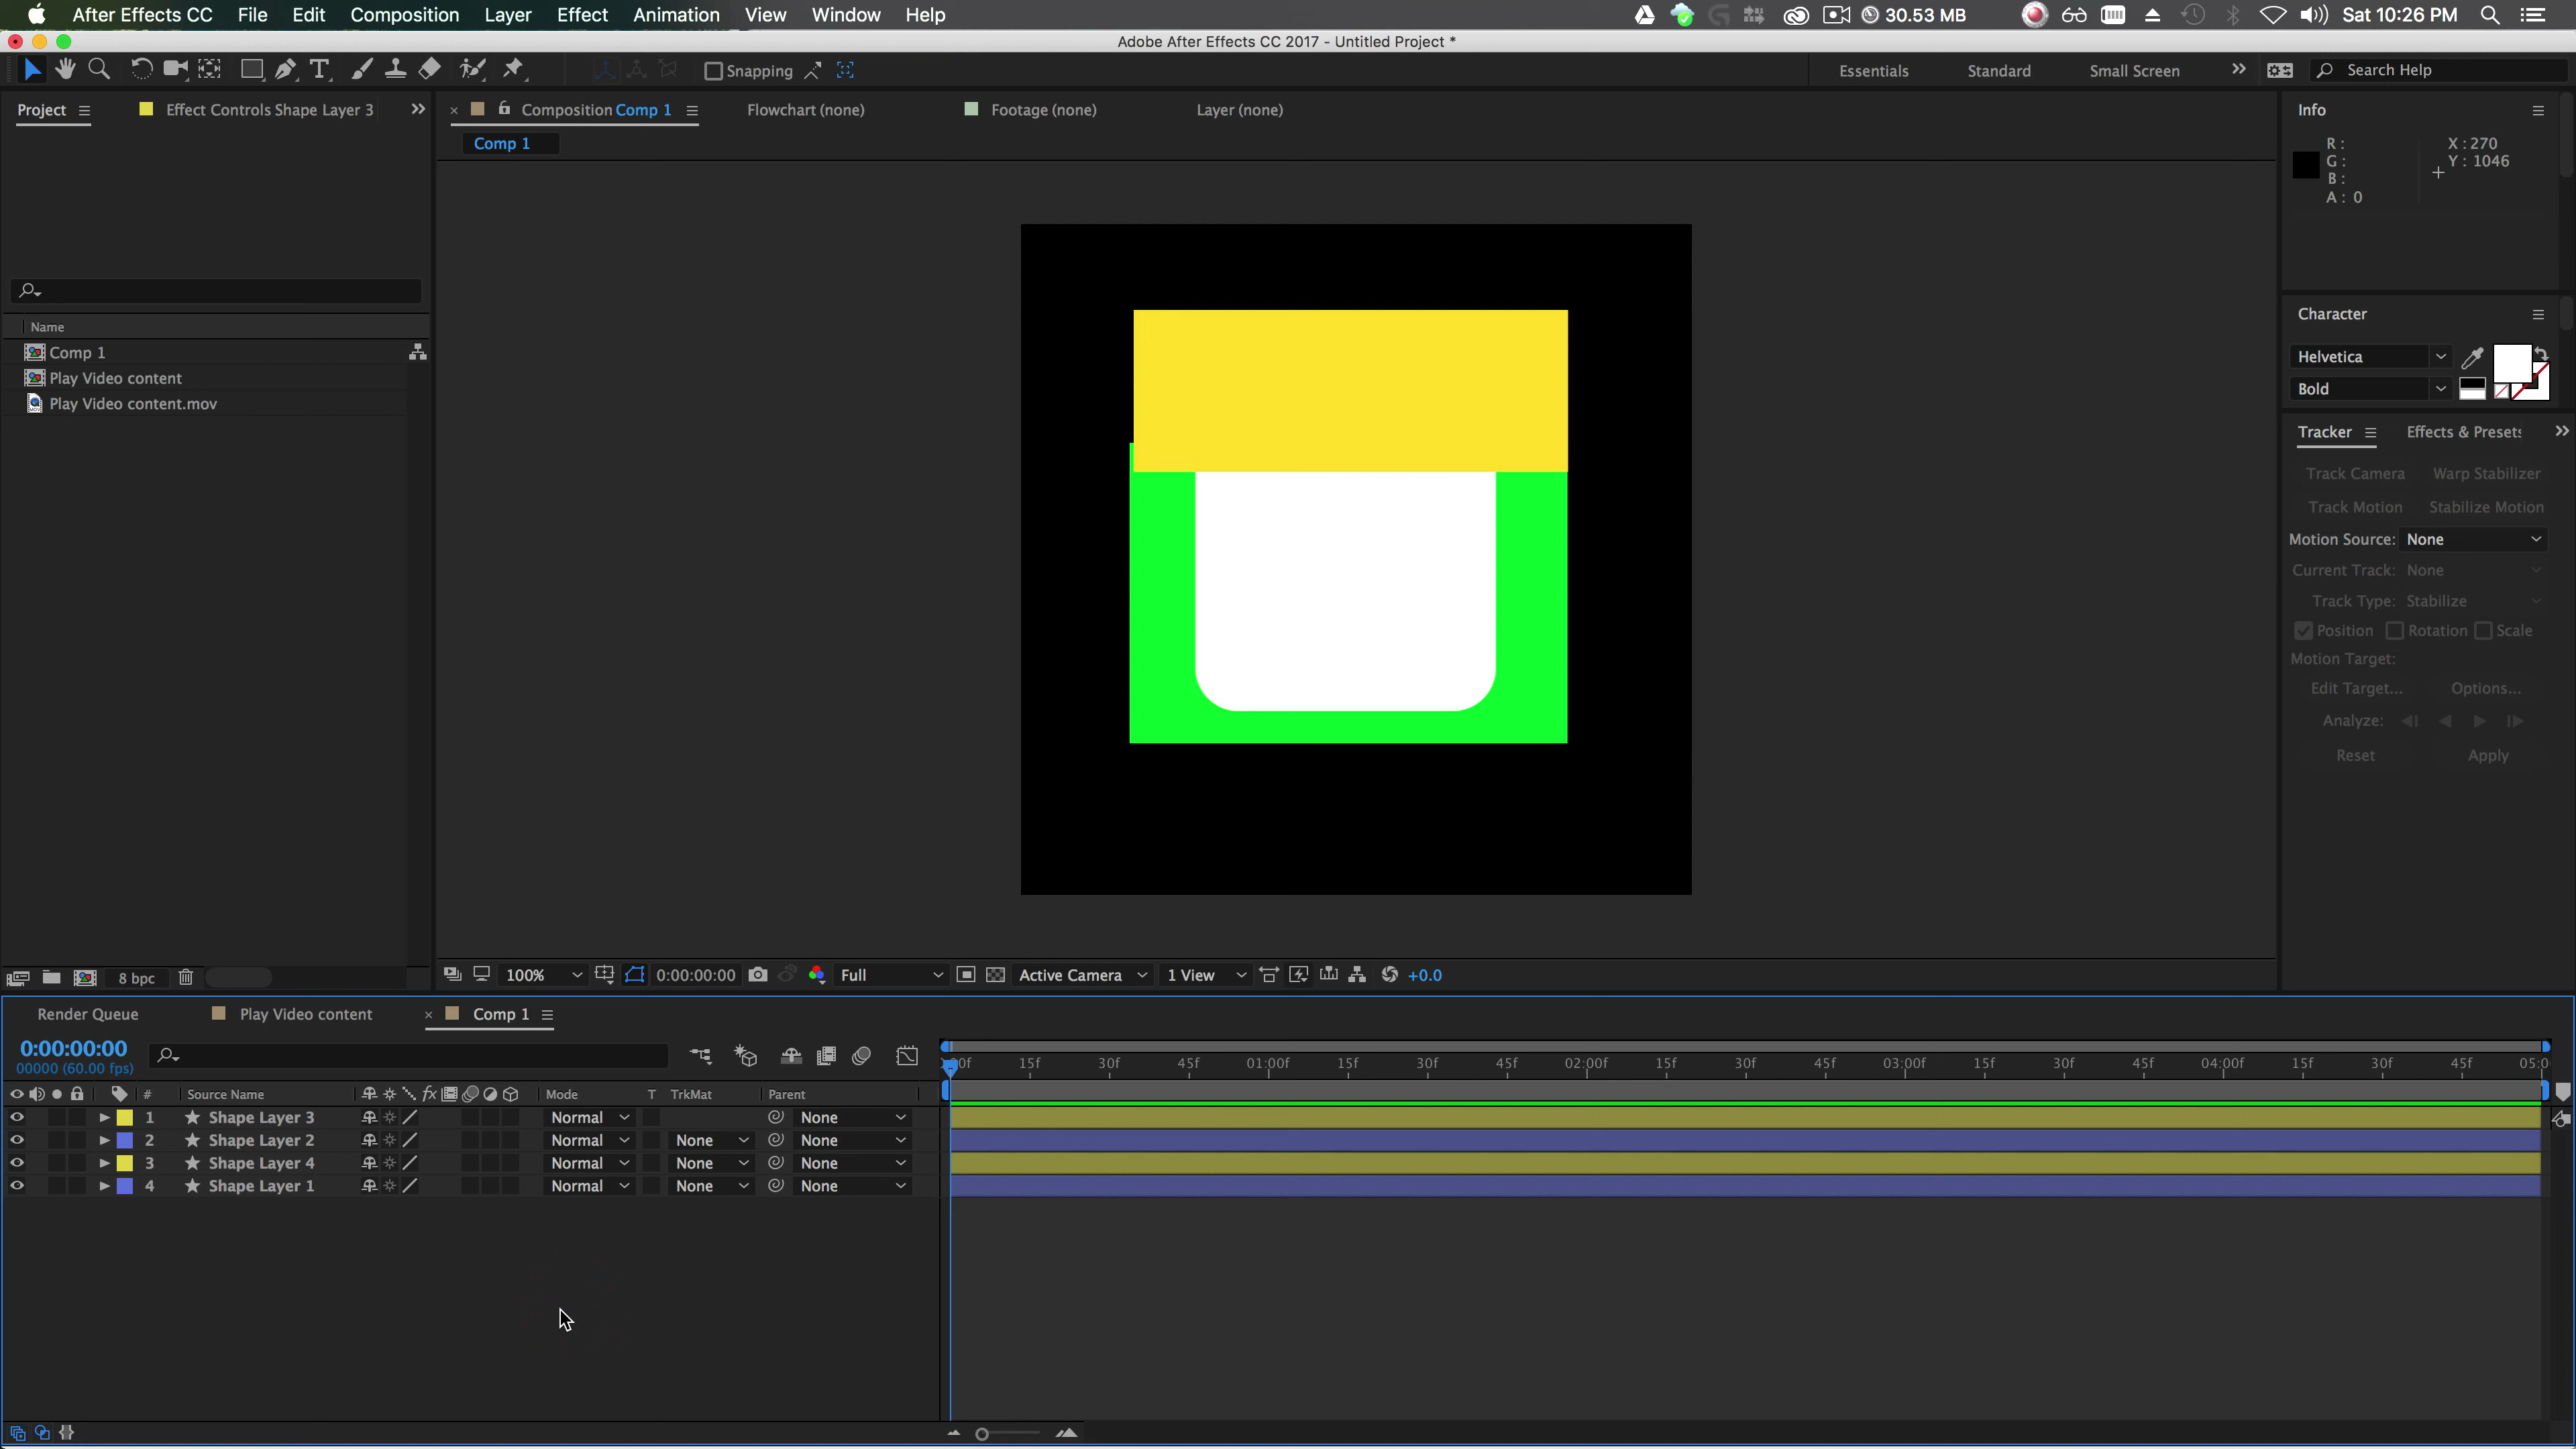 After Effects CC File Edit Composition Layer Effect Animation View Window Help 30.53 MB Sat 10:26 PM
Adobe After Effects CC 2017 - Untitled Project *
Snapping Essentials Standard Small Screen Search Help
Project Effect Controls Shape Layer 3
Composition Comp 1 Flowchart (none) Footage (none) Layer (none)
Comp 1
Name
Comp 1
Play Video content
Play Video content.mov
8 bpc
100% 0:00:00:00 Full Active Camera 1 View +0.0
Info
R :
G :
B :
A : 0
X : 270
Y : 1046
Character
Helvetica
Bold
Tracker Effects & Presets
Track Camera Warp Stabilizer
Track Motion Stabilize Motion
Motion Source: None
Current Track: None
Track Type: Stabilize
Position Rotation Scale
Motion Target:
Edit Target... Options...
Analyze:
Reset Apply
Render Queue Play Video content Comp 1
0:00:00:00
00000 (60.00 fps)
:00f 15f 30f 45f 01:00f 15f 30f 45f 02:00f 15f 30f 45f 03:00f 15f 30f 45f 04:00f 15f 30f 45f 05:0
# Source Name fx Mode T TrkMat Parent
1 Shape Layer 3 Normal None
2 Shape Layer 2 Normal None None
3 Shape Layer 4 Normal None None
4 Shape Layer 1 Normal None None